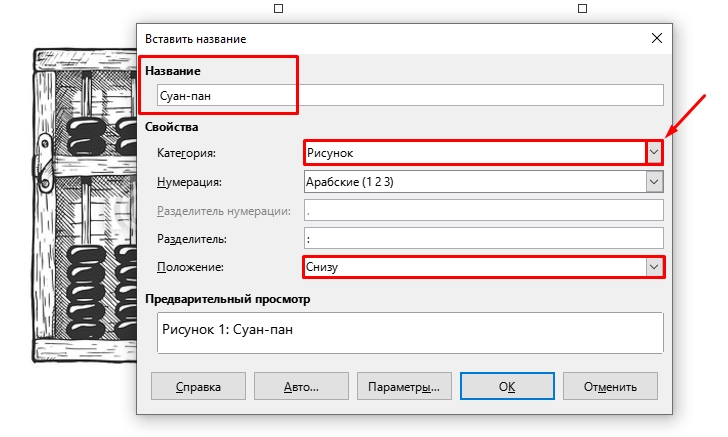 Вставить название
Название
Суан-пан
Свойства
Категория: Рисунок
Нумерация: Арабские (1 2 3)
Разделитель нумерации: .
Разделитель: :
Положение: Снизу
Предварительный просмотр
Рисунок 1: Суан-пан
Справка Авто... Параметры... OK Отменить